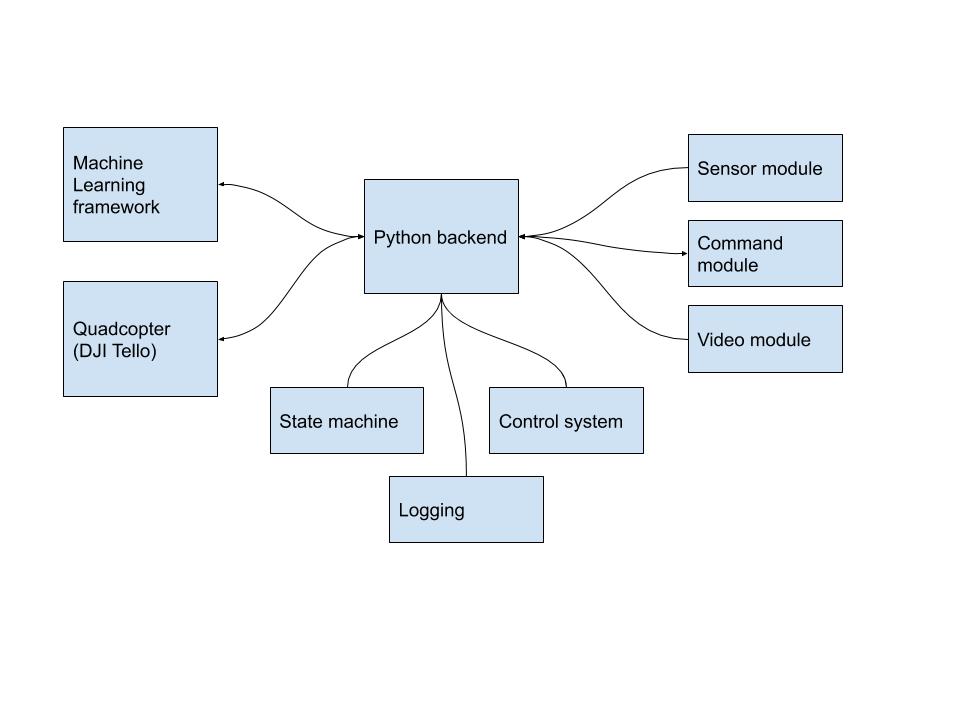 Machine
Learning
framework
Quadcopter
(DJI Tello)
Python backend
Sensor module
Command
module
Video module
State machine
Control system
Logging